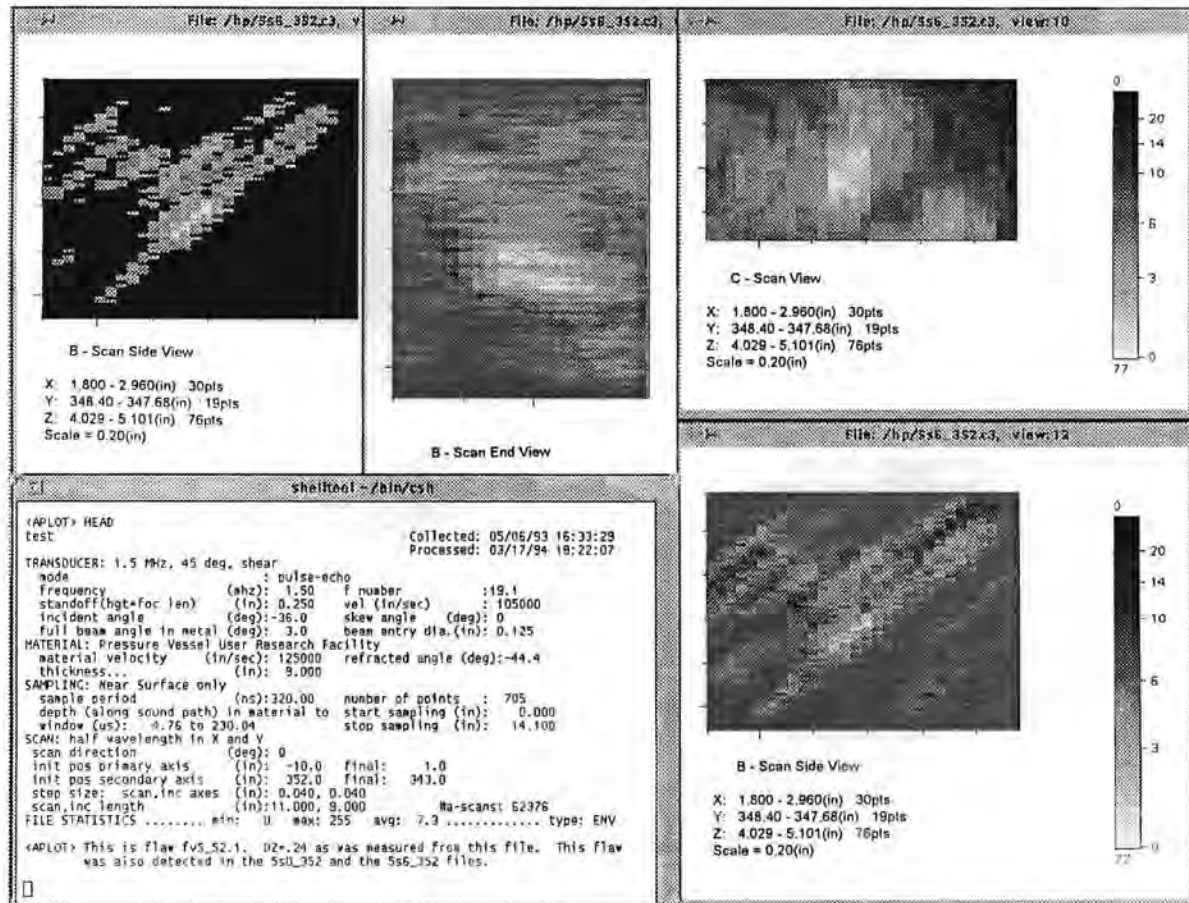 File: /hp/5s6_352.c3, v
File: /hp/5s6_352.c3,
File: /hp/5s6_352.c3, view:10
B - Scan Side View
X: 1.800 - 2.960(in) 30pts
Y: 348.40 - 347.68(in) 19pts
Z: 4.029 - 5.101(in) 76pts
Scale = 0.20(in)
B - Scan End View
C - Scan View
X: 1.800 - 2.960(in) 30pts
Y: 348.40 - 347.68(in) 19pts
Z: 4.029 - 5.101(in) 76pts
Scale = 0.20(in)
0
20
14
10
6
3
0
77
shelltool - /bin/csh
<APLOT> HEAD
test Collected: 05/06/93 16:33:29
Processed: 03/17/94 18:22:07
TRANSDUCER: 1.5 MHz, 45 deg, shear
mode : pulse-echo
frequency (mhz): 1.50 f number :19.1
standoff(hgt+foc len) (in): 0.250 vel (in/sec) : 105000
incident angle (deg):-36.0 skew angle (deg): 0
full beam angle in metal (deg): 3.0 beam entry dia.(in): 0.125
MATERIAL: Pressure Vessel User Research Facility
material velocity (in/sec): 125000 refracted angle (deg):-44.4
thickness... (in): 9.000
SAMPLING: Near Surface only
sample period (ns):320.00 number of points : 705
depth (along sound path) in material to start sampling (in): 0.000
window (us): 4.76 to 230.04 stop sampling (in): 14.100
SCAN: half wavelength in X and Y
scan direction (deg): 0
init pos primary axis (in): -10.0 final: 1.0
init pos secondary axis (in): 352.0 final: 343.0
step size: scan,inc axes (in): 0.040, 0.040
scan,inc length (in):11.000, 9.000 #a-scans: 62376
FILE STATISTICS ........ min: 0 max: 255 avg: 7.3 ............. type: ENV
<APLOT> This is flaw fv5_52.1. D2=.24 as was measured from this file. This flaw
was also detected in the 5s0_352 and the 5s6_352 files.
File: /hp/5s6_352.c3, view:12
0
20
14
10
6
3
0
77
B - Scan Side View
X: 1.800 - 2.960(in) 30pts
Y: 348.40 - 347.68(in) 19pts
Z: 4.029 - 5.101(in) 76pts
Scale = 0.20(in)